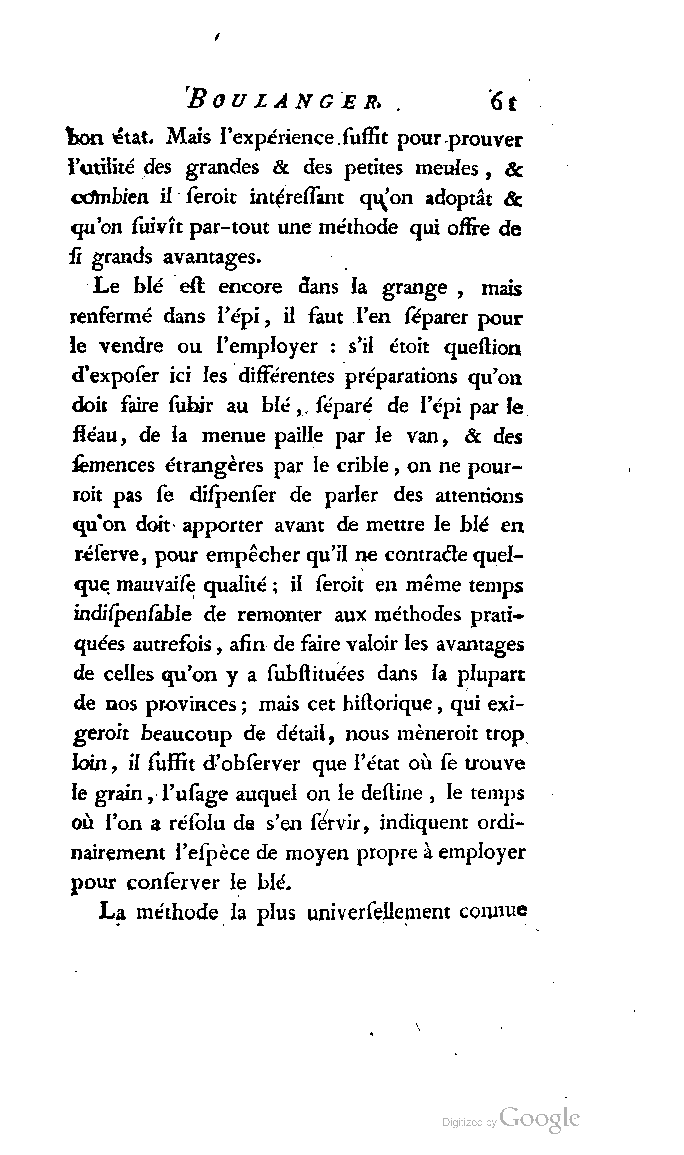 BOULANGER. 61
bon état. Mais l'expérience ſuffit pour prouver
l'utilité des grandes & des petites meules, &
combien il ſeroit intéreſſant qu'on adoptât &
qu'on ſuivît par-tout une méthode qui offre de
ſi grands avantages.
Le blé eſt encore dans la grange, mais
renfermé dans l'épi, il faut l'en ſéparer pour
le vendre ou l'employer : s'il étoit queſtion
d'expoſer ici les différentes préparations qu'on
doit faire ſubir au blé, ſéparé de l'épi par le
fléau, de la menue paille par le van, & des
ſemences étrangères par le crible, on ne pour-
roit pas ſe diſpenſer de parler des attentions
qu'on doit apporter avant de mettre le blé en
réſerve, pour empêcher qu'il ne contracte quel-
que mauvaiſe qualité ; il ſeroit en même temps
indiſpenſable de remonter aux méthodes prati-
quées autrefois, afin de faire valoir les avantages
de celles qu'on y a ſubſtituées dans la plupart
de nos provinces ; mais cet hiſtorique, qui exi-
geroit beaucoup de détail, nous mèneroit trop
loin, il ſuffit d'obſerver que l'état où ſe trouve
le grain, l'uſage auquel on le deſtine, le temps
où l'on a réſolu de s'en ſervir, indiquent ordi-
nairement l'eſpèce de moyen propre à employer
pour conſerver le blé.
La méthode la plus univerſellement connue
Digitized by Google